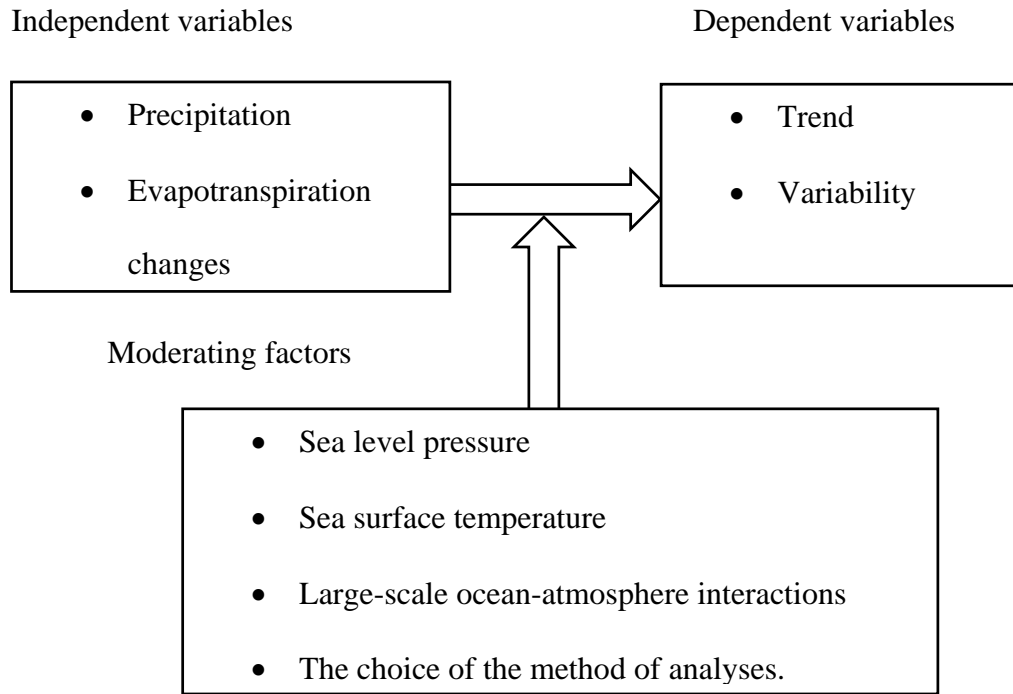 Independent variables
Dependent variables
• Precipitation
• Evapotranspiration
changes
• Trend
• Variability
Moderating factors
• Sea level pressure
• Sea surface temperature
• Large-scale ocean-atmosphere interactions
• The choice of the method of analyses.